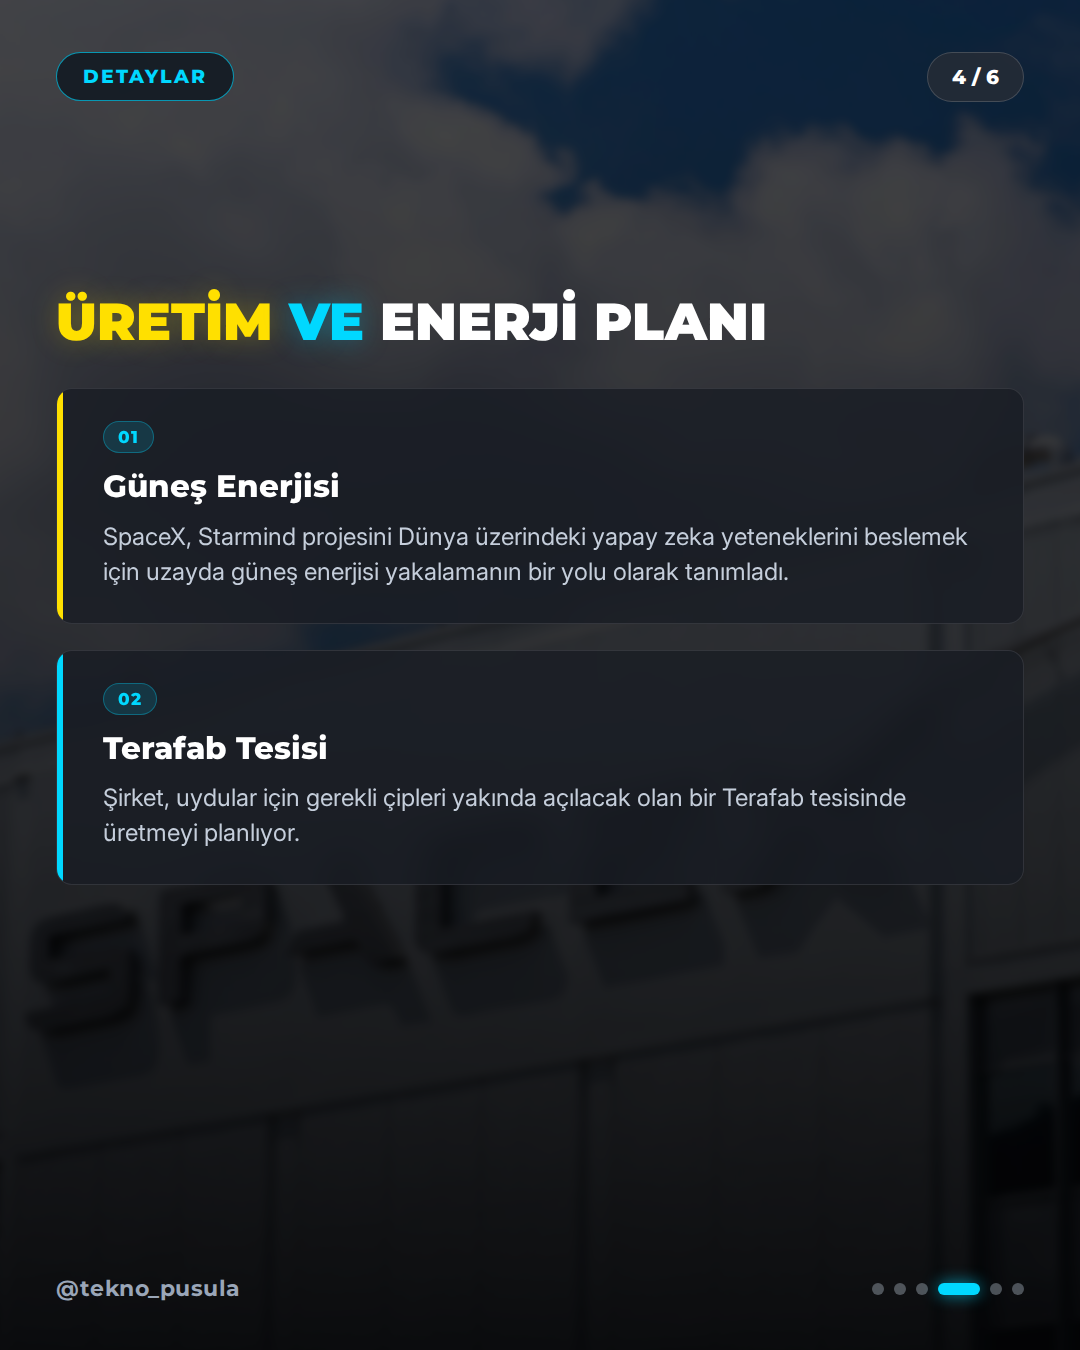 DETAYLAR
4 / 6
ÜRETİM VE ENERJİ PLANI
01
Güneş Enerjisi
SpaceX, Starmind projesini Dünya üzerindeki yapay zeka yeteneklerini beslemek
için uzayda güneş enerjisi yakalamanın bir yolu olarak tanımladı.
02
Terafab Tesisi
Şirket, uydular için gerekli çipleri yakında açılacak olan bir Terafab tesisinde
üretmeyi planlıyor.
SPACEX
@tekno_pusula